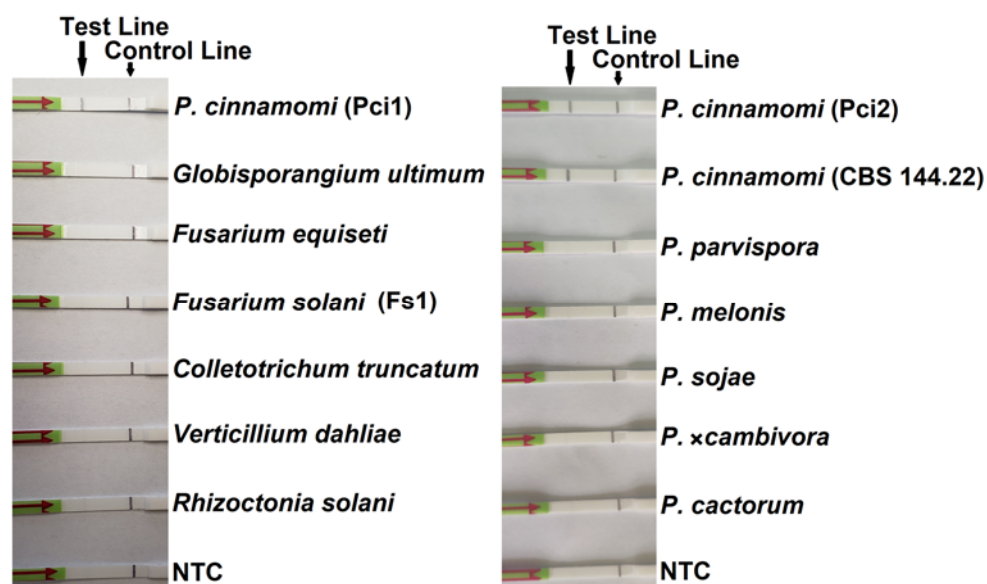 Test Line
Control Line
P. cinnamomi (Pci1)
Globisporangium ultimum
Fusarium equiseti
Fusarium solani (Fs1)
Colletotrichum truncatum
Verticillium dahliae
Rhizoctonia solani
NTC
Test Line
Control Line
P. cinnamomi (Pci2)
P. cinnamomi (CBS 144.22)
P. parvispora
P. melonis
P. sojae
P. ×cambivora
P. cactorum
NTC